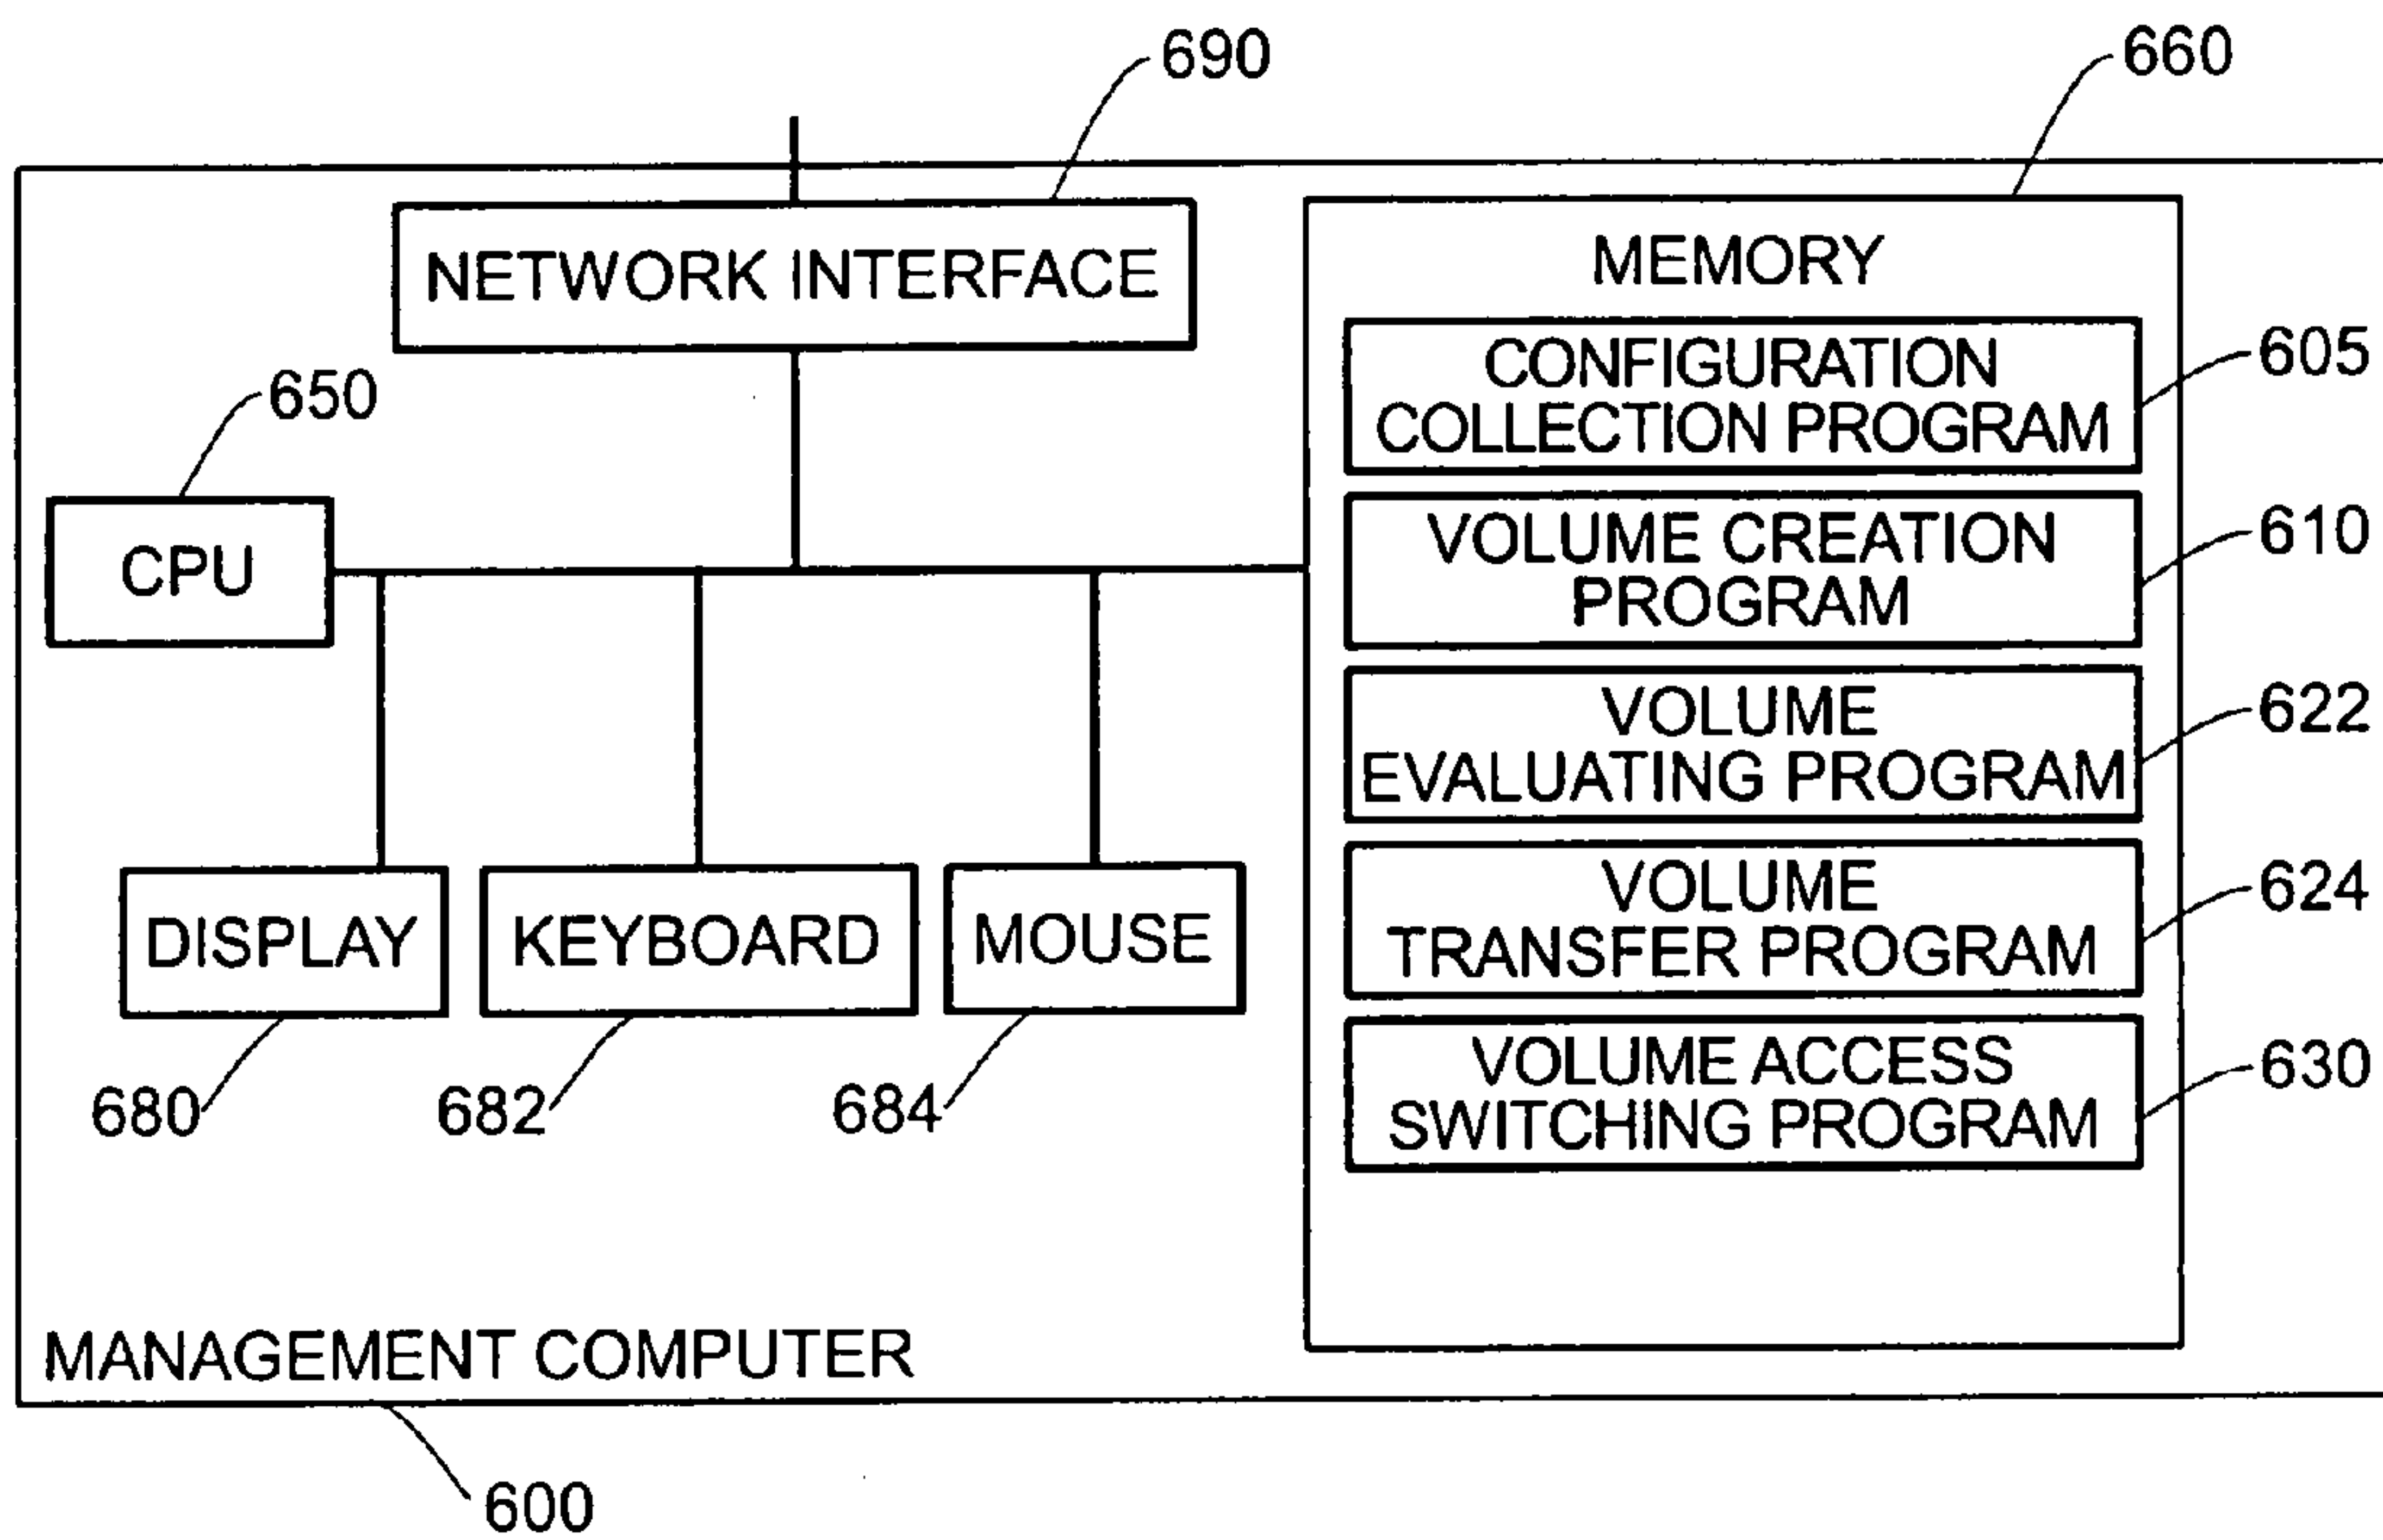 690
660
NETWORK INTERFACE
MEMORY
CONFIGURATION
COLLECTION PROGRAM
605
650
CPU
VOLUME CREATION
PROGRAM
610
VOLUME
EVALUATING PROGRAM
622
VOLUME
TRANSFER PROGRAM
624
DISPLAY
KEYBOARD
MOUSE
680
682
684
VOLUME ACCESS
SWITCHING PROGRAM
630
MANAGEMENT COMPUTER
600